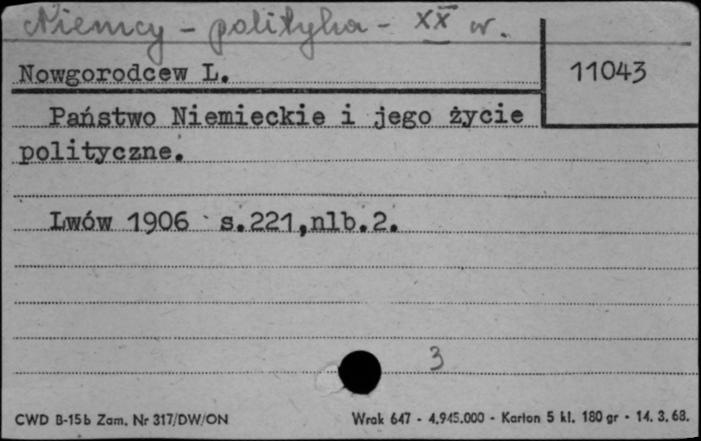 Niemcy - polityka - XX w.
Nowgorodcew L.
11043
Państwo Niemieckie i jego życie
polityczne.
Lwów 1906 s.221,nlb.2.
3
CWD B-15b Zam. Nr 317/DW/ON
Wrak 647 - 4.945.000 - Karton 5 kl. 180 gr - 14. 3. 68.